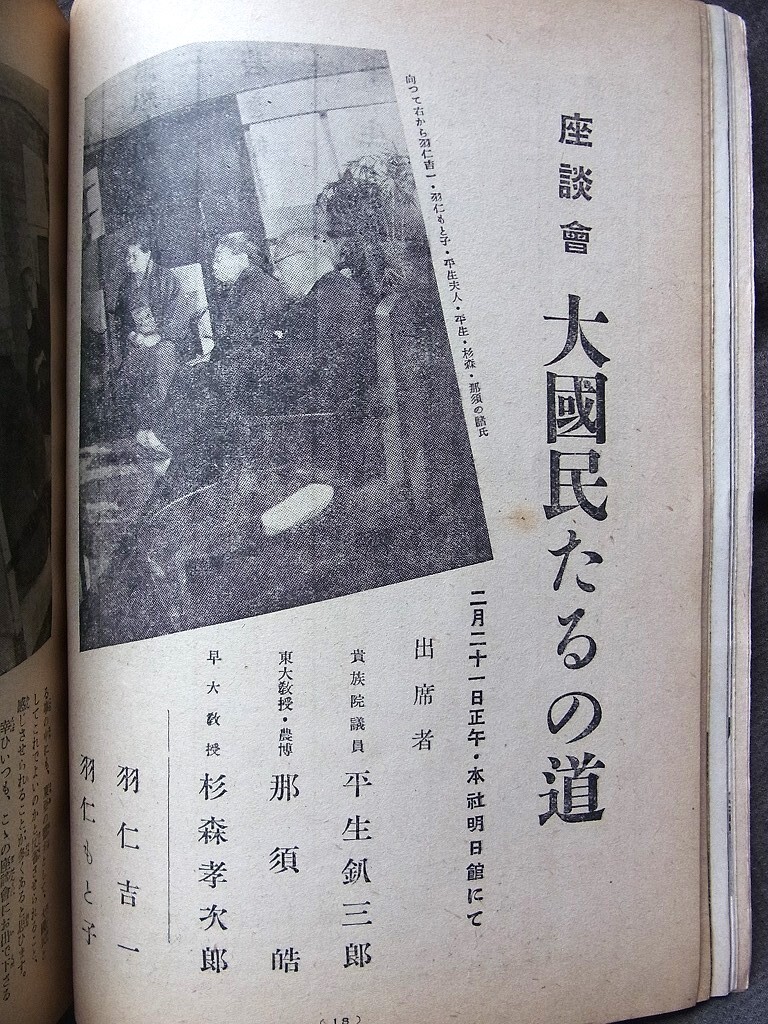 座談會
大國民たるの道
二月二十一日正午・本社明日館にて
出席者
貴族院議員 平生釟三郎
東大教授・農博 那須皓
早大教授 杉森孝次郎
羽仁吉一
羽仁もと子
向つて右から羽仁吉一・羽仁もと子・平生夫人・平生・杉森・那須の諸氏
(18)